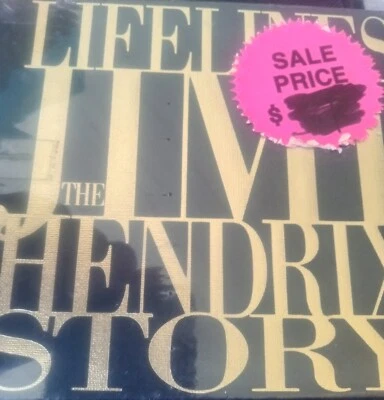 LIFELINES
SALE
PRICE
$
JIMI
THE
HENDRIX
STORY